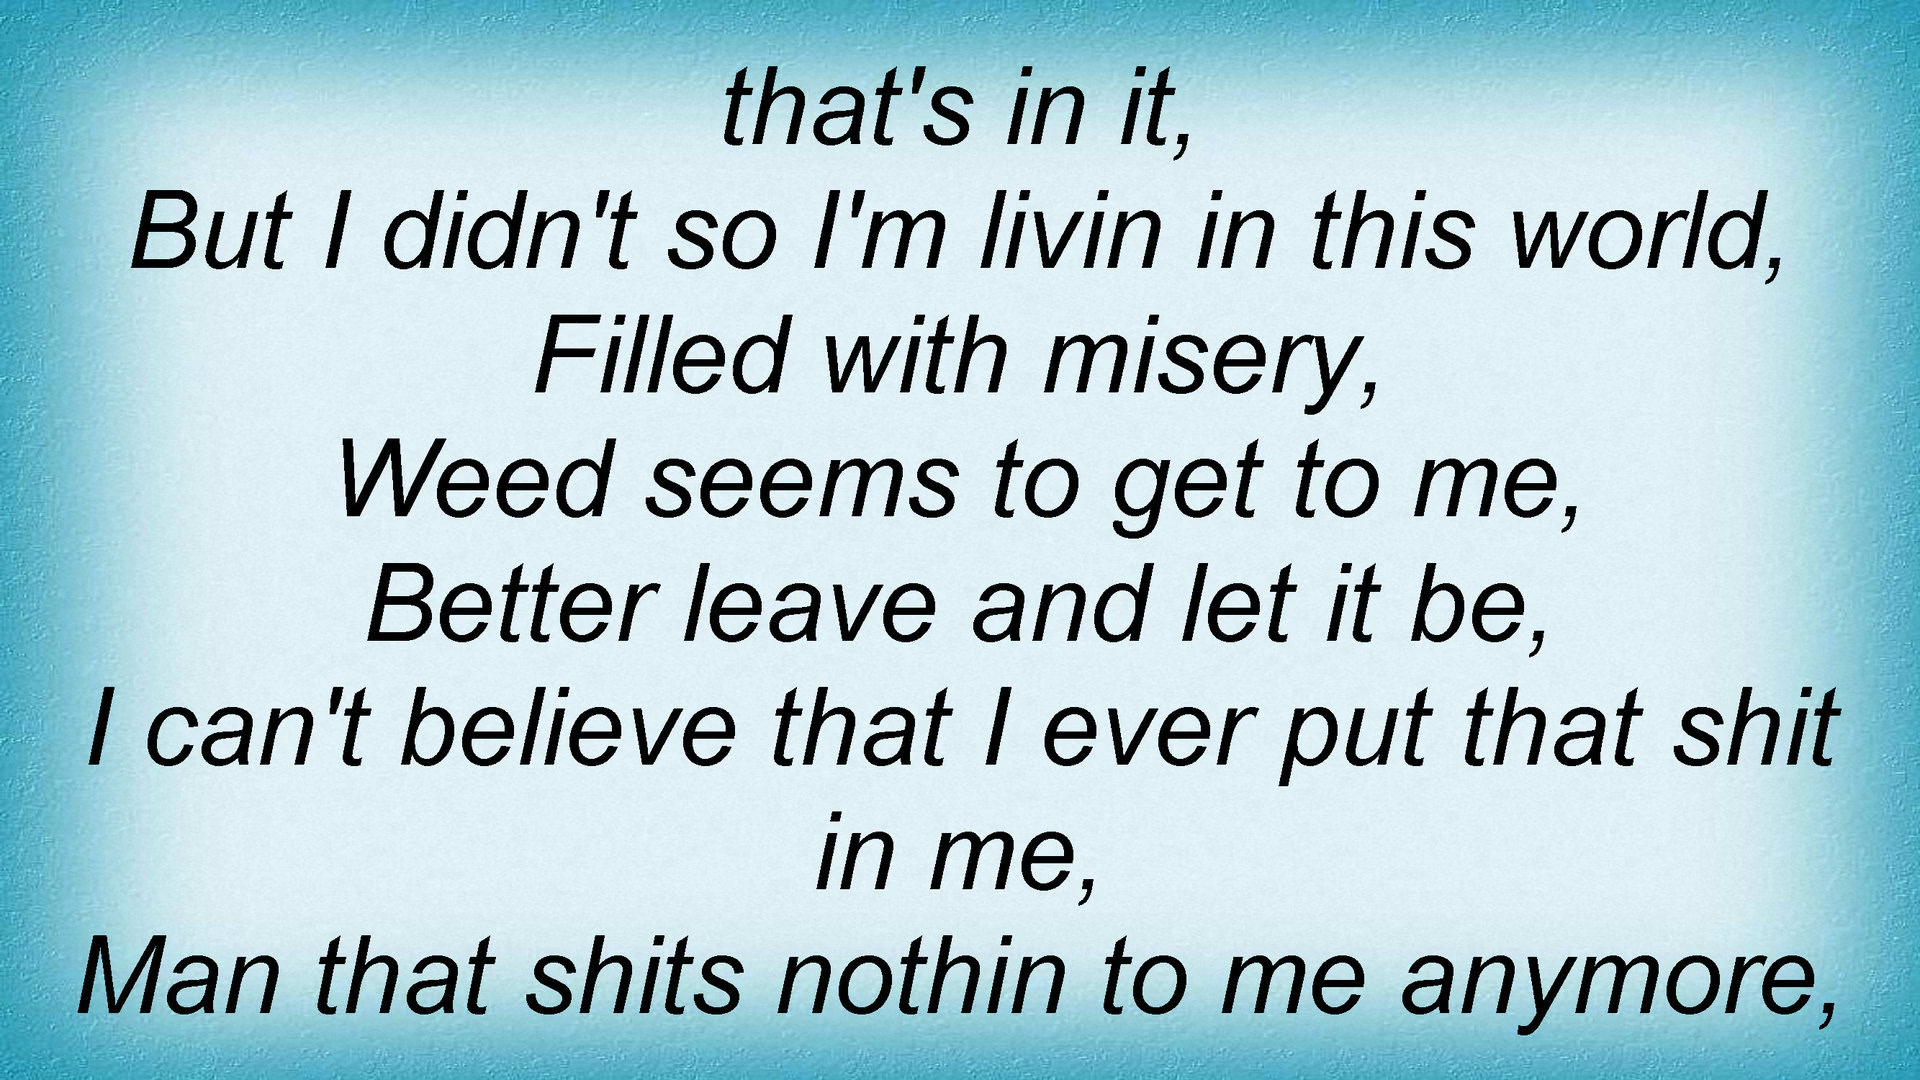 that's in it,
But I didn't so I'm livin in this world,
Filled with misery,
Weed seems to get to me,
Better leave and let it be,
I can't believe that I ever put that shit
in me,
Man that shits nothin to me anymore,